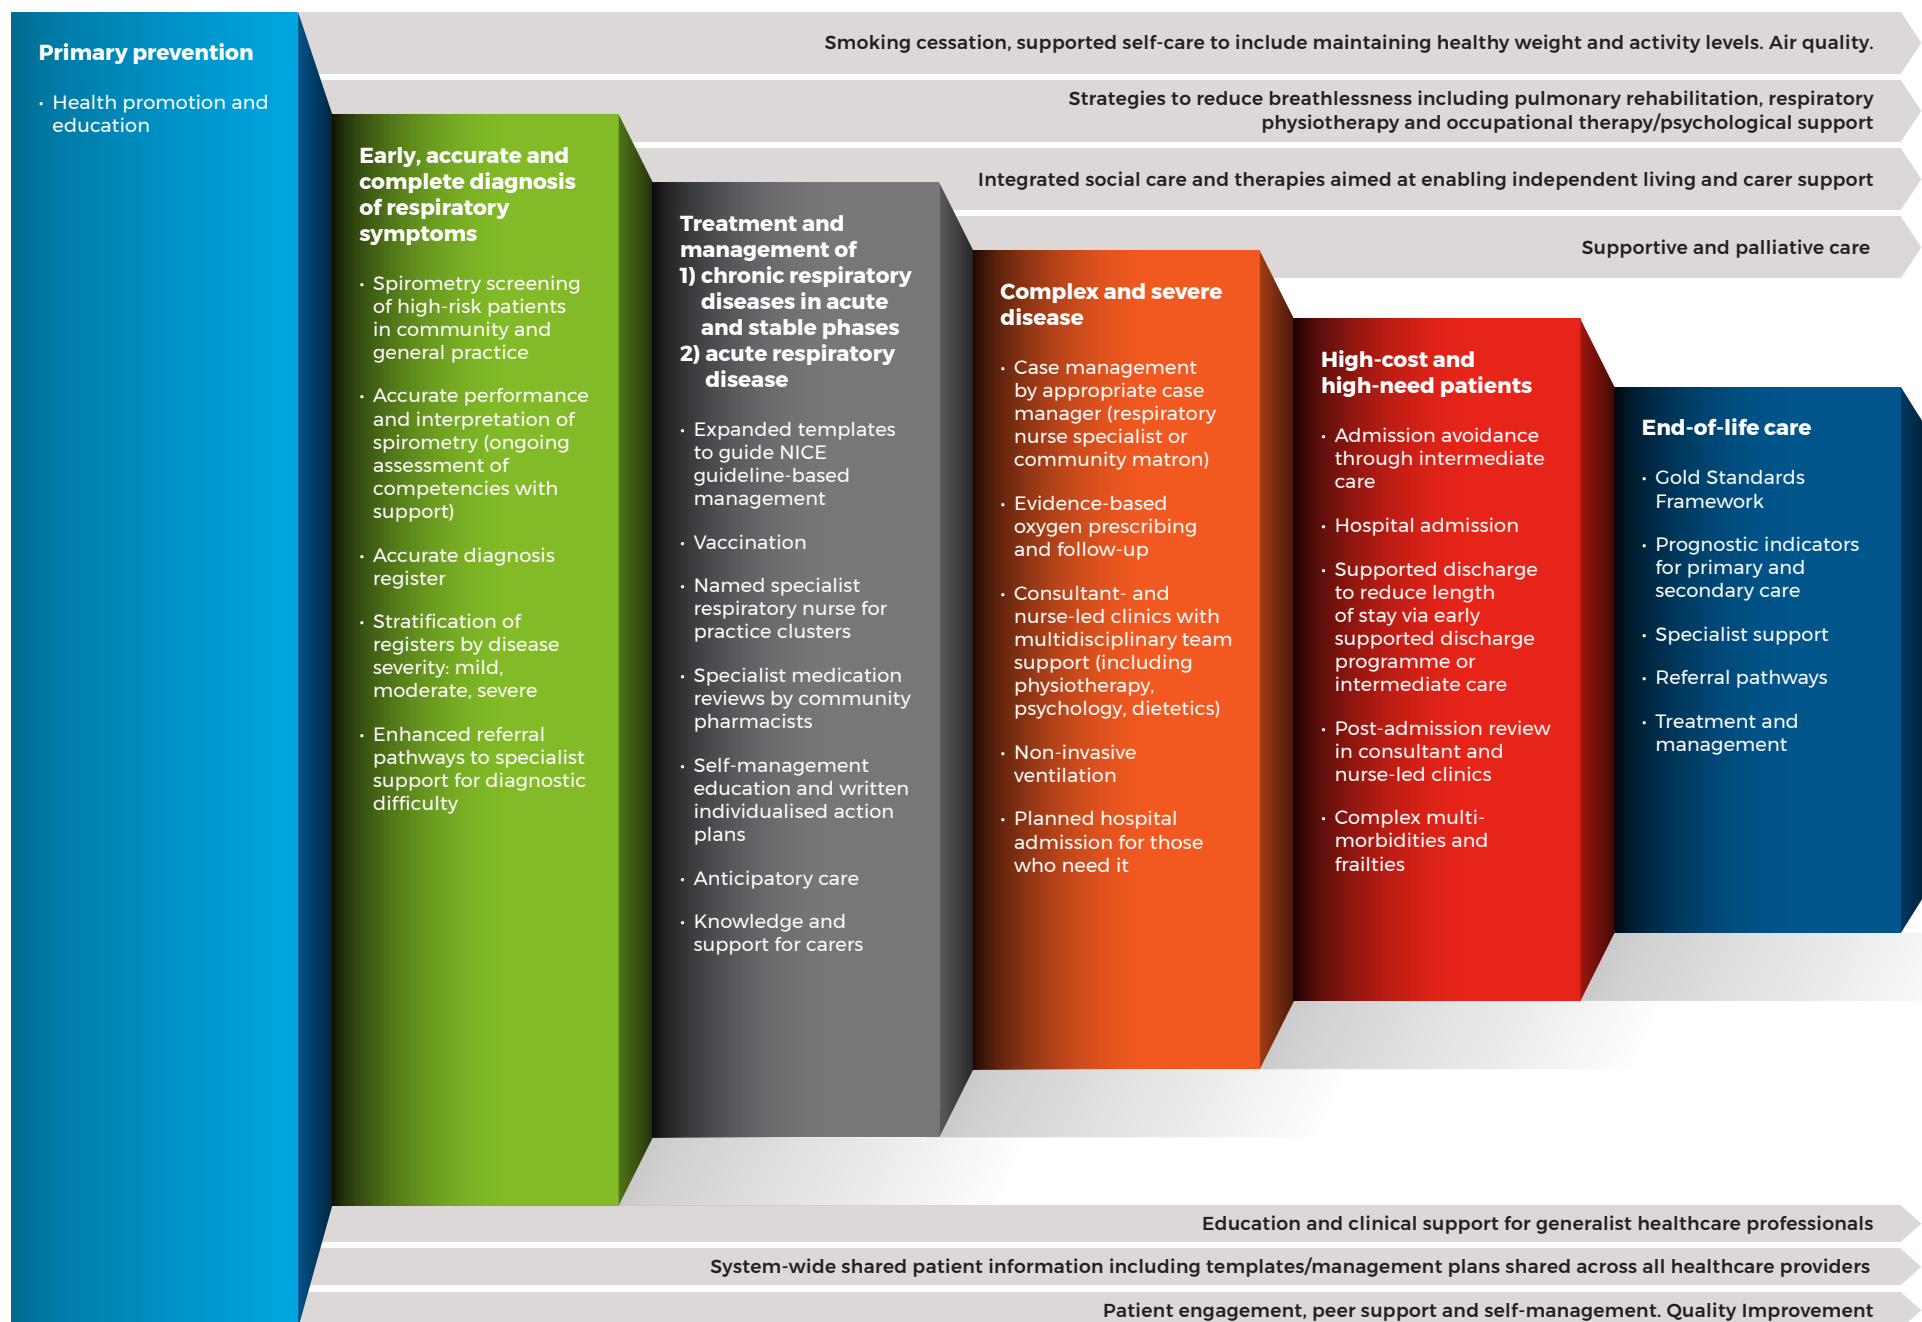 Primary prevention
• Health promotion and
education
Smoking cessation, supported self-care to include maintaining healthy weight and activity levels. Air quality.
Strategies to reduce breathlessness including pulmonary rehabilitation, respiratory
physiotherapy and occupational therapy/psychological support
Integrated social care and therapies aimed at enabling independent living and carer support
Supportive and palliative care
Early, accurate and
complete diagnosis
of respiratory
symptoms
• Spirometry screening
of high-risk patients
in community and
general practice
• Accurate performance
and interpretation of
spirometry (ongoing
assessment of
competencies with
support)
• Accurate diagnosis
register
• Stratification of
registers by disease
severity: mild,
moderate, severe
• Enhanced referral
pathways to specialist
support for diagnostic
difficulty
Treatment and
management of
1) chronic respiratory
diseases in acute
and stable phases
2) acute respiratory
disease
• Expanded templates
to guide NICE
guideline-based
management
• Vaccination
• Named specialist
respiratory nurse for
practice clusters
• Specialist medication
reviews by community
pharmacists
• Self-management
education and written
individualised action
plans
• Anticipatory care
• Knowledge and
support for carers
Complex and severe
disease
• Case management
by appropriate case
manager (respiratory
nurse specialist or
community matron)
• Evidence-based
oxygen prescribing
and follow-up
• Consultant- and
nurse-led clinics with
multidisciplinary team
support (including
physiotherapy,
psychology, dietetics)
• Non-invasive
ventilation
• Planned hospital
admission for those
who need it
High-cost and
high-need patients
• Admission avoidance
through intermediate
care
• Hospital admission
• Supported discharge
to reduce length
of stay via early
supported discharge
programme or
intermediate care
• Post-admission review
in consultant and
nurse-led clinics
• Complex multi-
morbidities and
frailties
End-of-life care
• Gold Standards
Framework
• Prognostic indicators
for primary and
secondary care
• Specialist support
• Referral pathways
• Treatment and
management
Education and clinical support for generalist healthcare professionals
System-wide shared patient information including templates/management plans shared across all healthcare providers
Patient engagement, peer support and self-management. Quality Improvement